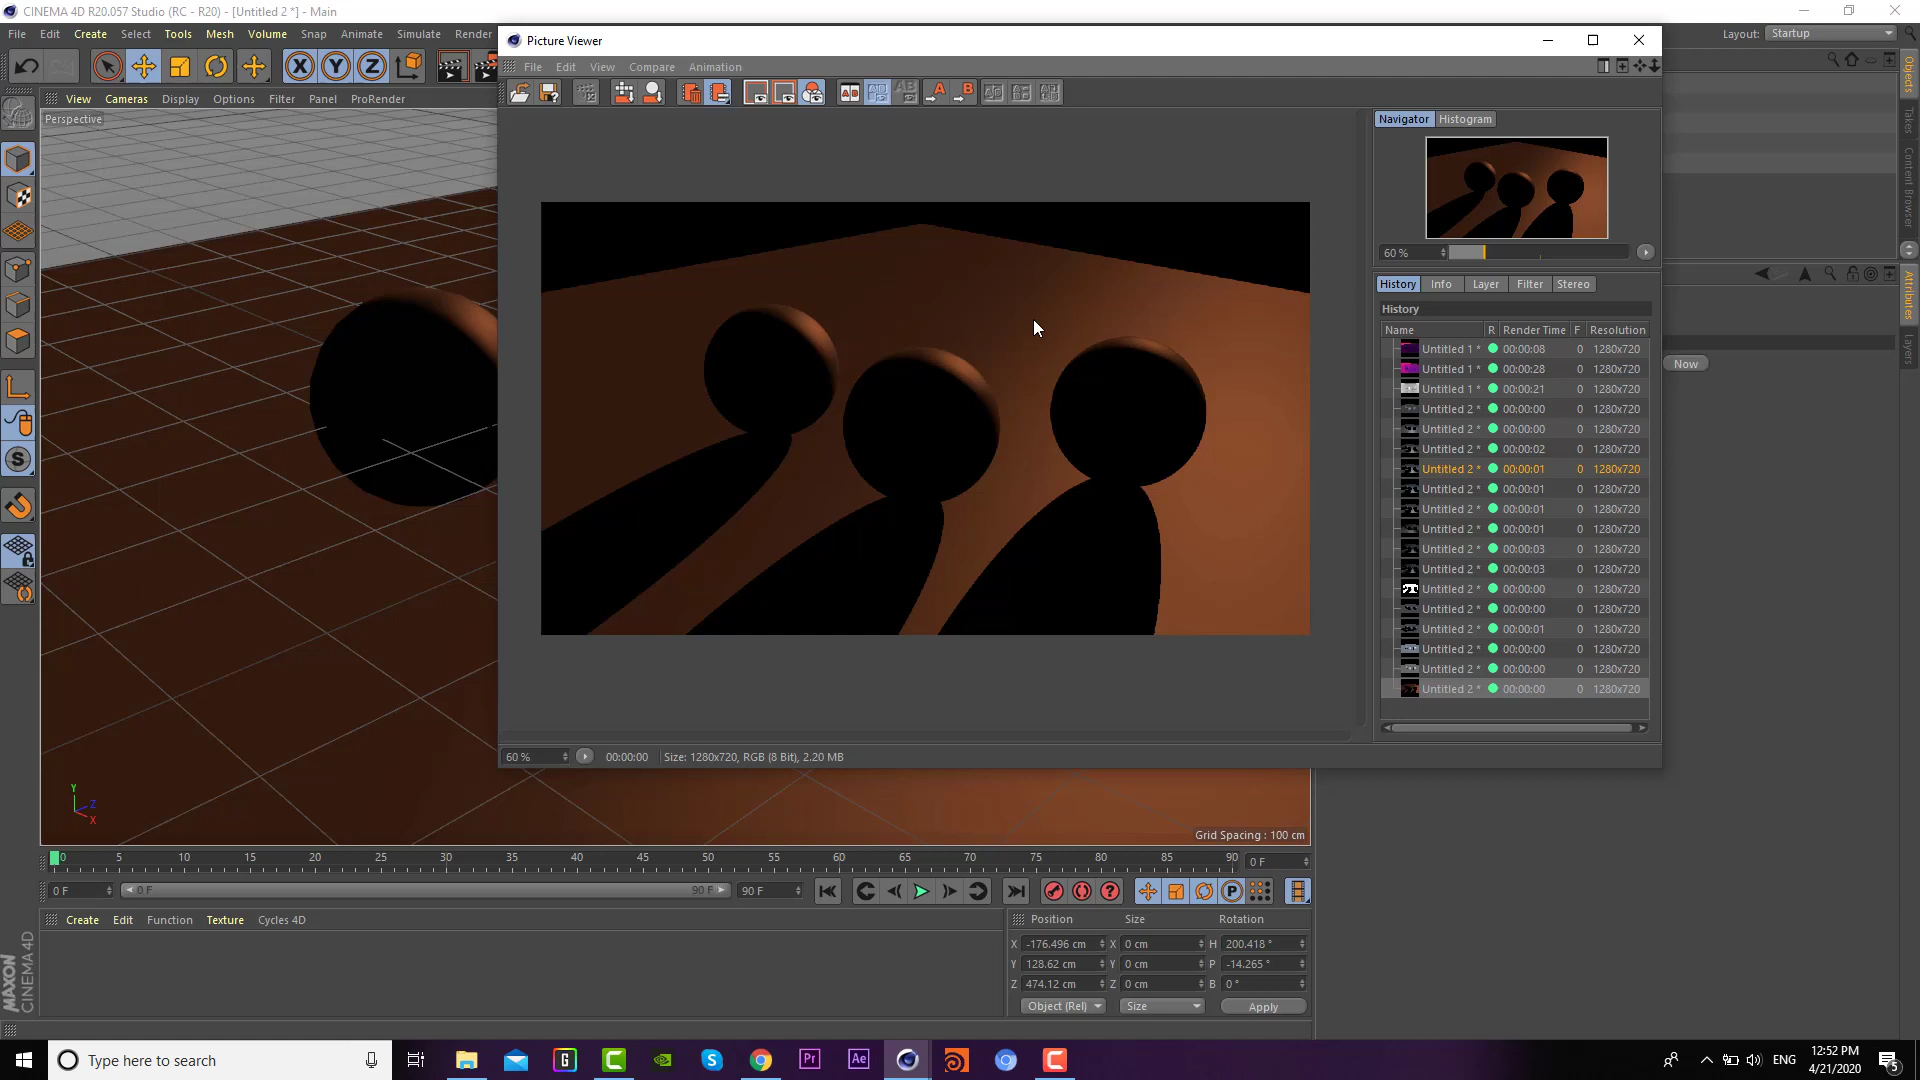 CINEMA 4D R20.057 Studio (RC - R20) - [Untitled 2 *] - Main
File Edit Create Select Tools Mesh Volume Snap Animate Simulate Render
Layout: Startup
Picture Viewer
File Edit View Compare Animation
View Cameras Display Options Filter Panel ProRender
Perspective
Navigator Histogram
60 %
History Info Layer Filter Stereo
History
Name R Render Time F Resolution
Untitled 1 * 00:00:08 0 1280x720
Untitled 1 * 00:00:28 0 1280x720
Untitled 1 * 00:00:21 0 1280x720
Untitled 2 * 00:00:00 0 1280x720
Untitled 2 * 00:00:00 0 1280x720
Untitled 2 * 00:00:02 0 1280x720
Untitled 2 * 00:00:01 0 1280x720
Untitled 2 * 00:00:01 0 1280x720
Untitled 2 * 00:00:01 0 1280x720
Untitled 2 * 00:00:01 0 1280x720
Untitled 2 * 00:00:03 0 1280x720
Untitled 2 * 00:00:03 0 1280x720
Untitled 2 * 00:00:00 0 1280x720
Untitled 2 * 00:00:00 0 1280x720
Untitled 2 * 00:00:01 0 1280x720
Untitled 2 * 00:00:00 0 1280x720
Untitled 2 * 00:00:00 0 1280x720
Untitled 2 * 00:00:00 0 1280x720
60 % 00:00:00 Size: 1280x720, RGB (8 Bit), 2.20 MB
Now
Objects
Takes
Content Browser
Attributes
Layers
Y
Z
X
Grid Spacing : 100 cm
0 5 10 15 20 25 30 35 40 45 50 55 60 65 70 75 80 85 90 0 F
0 F 0 F 90 F 90 F
Create Edit Function Texture Cycles 4D
Position Size Rotation
X -176.496 cm X 0 cm H 200.418 °
Y 128.62 cm Y 0 cm P -14.265 °
Z 474.12 cm Z 0 cm B 0 °
Object (Rel) Size Apply
MAXON
CINEMA 4D
Type here to search
ENG
12:52 PM
4/21/2020
5